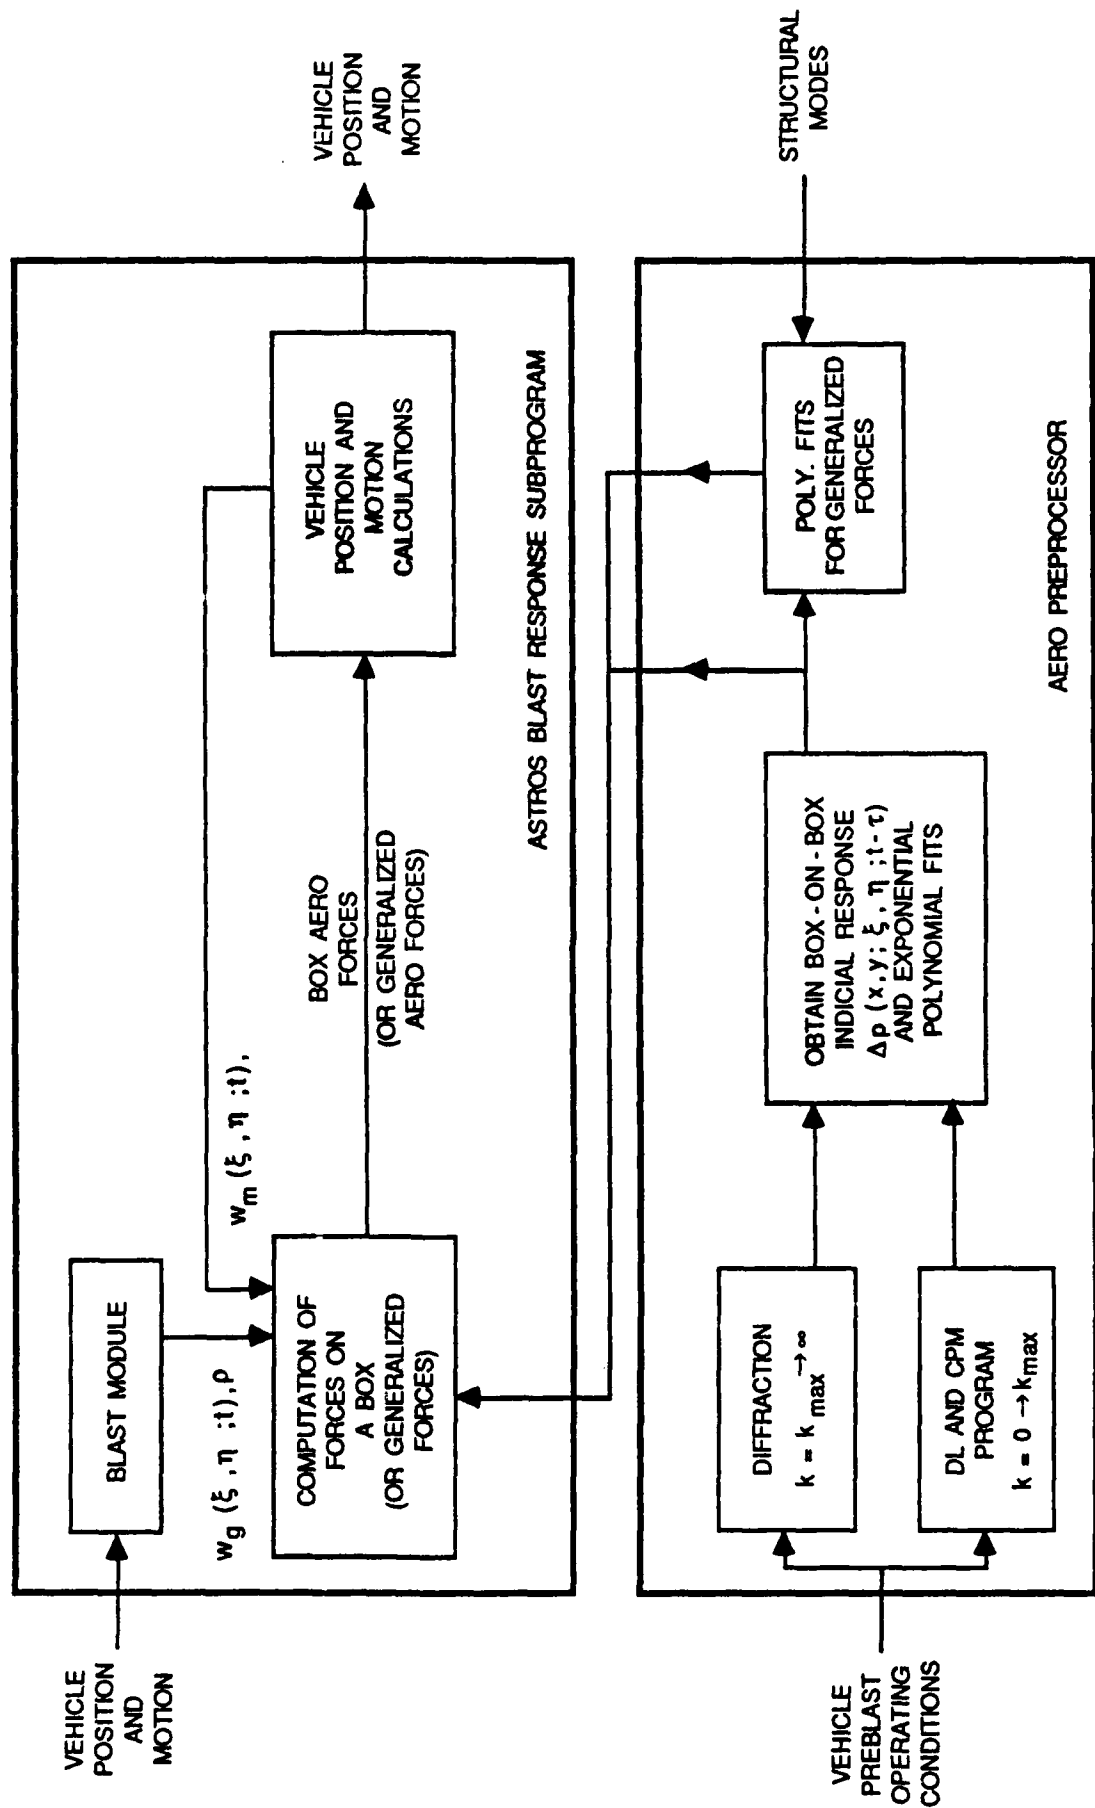 VEHICLE
POSITION
AND
MOTION
BLAST MODULE
w_g (ξ, η ;t),ρ
w_m (ξ, η ;t),
COMPUTATION OF
FORCES ON
A BOX
(OR GENERALIZED
FORCES)
BOX AERO
FORCES
(OR GENERALIZED
AERO FORCES)
VEHICLE
POSITION AND
MOTION
CALCULATIONS
VEHICLE
POSITION
AND
MOTION
ASTROS BLAST RESPONSE SUBPROGRAM
VEHICLE
PREBLAST
OPERATING
CONDITIONS
DIFFRACTION
k = k_max → ∞
DL AND CPM
PROGRAM
k = 0 → k_max
OBTAIN BOX-ON-BOX
INDICIAL RESPONSE
Δp (x,y; ξ, η ;t-τ)
AND EXPONENTIAL
POLYNOMIAL FITS
POLY. FITS
FOR GENERALIZED
FORCES
STRUCTURAL
MODES
AERO PREPROCESSOR